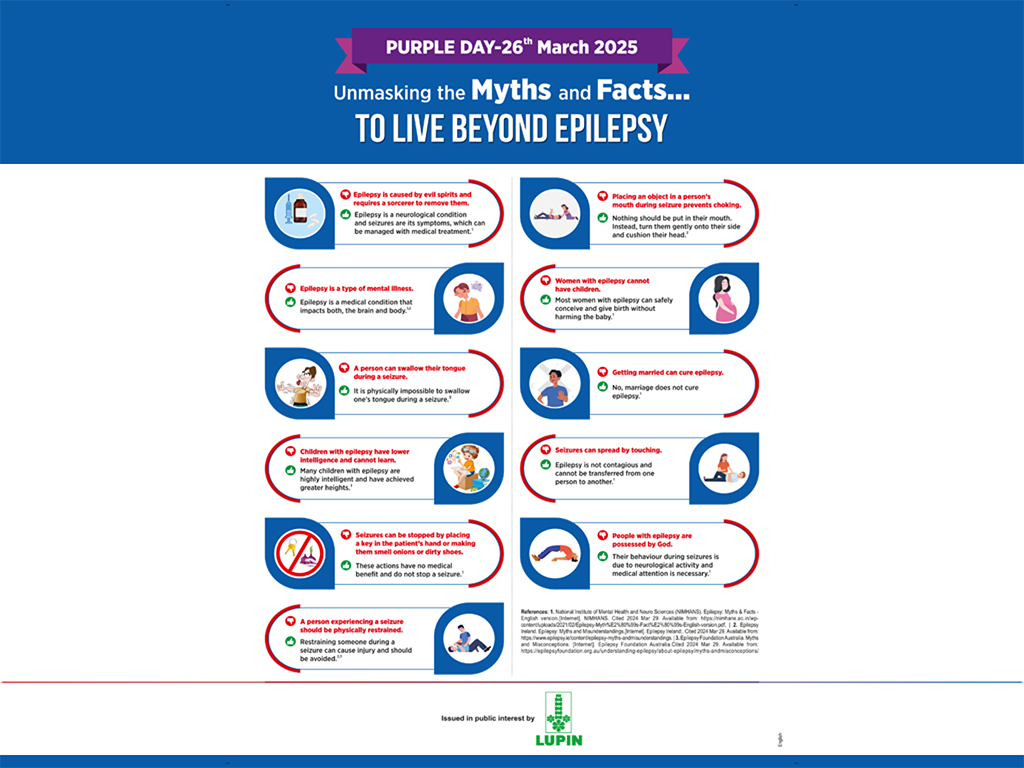 PURPLE DAY-26th March 2025
Unmasking the Myths and Facts...
TO LIVE BEYOND EPILEPSY
Epilepsy is caused by evil spirits and
requires a sorcerer to remove them.
Epilepsy is a neurological condition
and seizures are its symptoms, which can
be managed with medical treatment.1
Epilepsy is a type of mental illness.
Epilepsy is a medical condition that
impacts both, the brain and body.1,2
A person can swallow their tongue
during a seizure.
It is physically impossible to swallow
one's tongue during a seizure.3
Children with epilepsy have lower
intelligence and cannot learn.
Many children with epilepsy are
highly intelligent and have achieved
greater heights.1
Seizures can be stopped by placing
a key in the patient's hand or making
them smell onions or dirty shoes.
These actions have no medical
benefit and do not stop a seizure.1
A person experiencing a seizure
should be physically restrained.
Restraining someone during a
seizure can cause injury and should
be avoided.2,3
Placing an object in a person's
mouth during seizure prevents choking.
Nothing should be put in their mouth.
Instead, turn them gently onto their side
and cushion their head.2
Women with epilepsy cannot
have children.
Most women with epilepsy can safely
conceive and give birth without
harming the baby.1
Getting married can cure epilepsy.
No, marriage does not cure
epilepsy.1
Seizures can spread by touching.
Epilepsy is not contagious and
cannot be transferred from one
person to another.1
People with epilepsy are
possessed by God.
Their behaviour during seizures is
due to neurological activity and
medical attention is necessary.1
References: 1. National Institute of Mental Health and Neuro Sciences (NIMHANS). Epilepsy: Myths & Facts -
English version.[Internet]. NIMHANS. Cited 2024 Mar 29. Available from: https://nimhans.ac.in/wp-
content/uploads/2021/02/Epilepsy-Myth%E2%80%99s-Fact%E2%80%99s-English-version.pdf. | 2. Epilepsy
Ireland. Epilepsy: Myths and Misunderstandings.[Internet]. Epilepsy Ireland. Cited 2024 Mar 29. Available from:
https://www.epilepsy.ie/content/epilepsy-myths-and-misunderstandings | 3. Epilepsy Foundation Australia. Myths
and Misconceptions. [Internet]. Epilepsy Foundation Australia Cited 2024 Mar 29. Available from:
https://epilepsyfoundation.org.au/understanding-epilepsy/about-epilepsy/myths-and-misconceptions/
Issued in public interest by
LUPIN
English